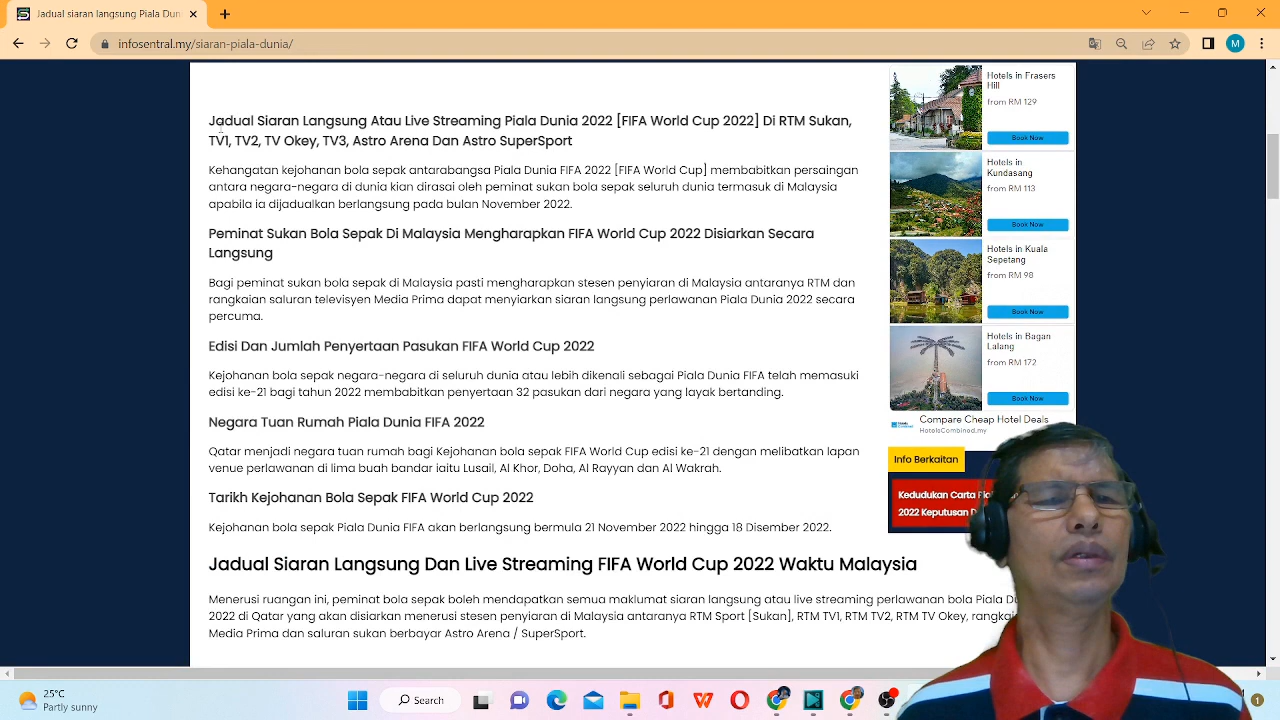 Jadual Siaran Langsung Piala Dun
infosentral.my/siaran-piala-dunia/
M
Jadual Siaran Langsung Atau Live Streaming Piala Dunia 2022 [FIFA World Cup 2022] Di RTM Sukan,
TV1, TV2, TV Okey, TV3, Astro Arena Dan Astro SuperSport
Kehangatan kejohanan bola sepak antarabangsa Piala Dunia FIFA 2022 [FIFA World Cup] membabitkan persaingan
antara negara-negara di dunia kian dirasai oleh peminat sukan bola sepak seluruh dunia termasuk di Malaysia
apabila ia dijadualkan berlangsung pada bulan November 2022.
Peminat Sukan Bola Sepak Di Malaysia Mengharapkan FIFA World Cup 2022 Disiarkan Secara
Langsung
Bagi peminat sukan bola sepak di Malaysia pasti mengharapkan stesen penyiaran di Malaysia antaranya RTM dan
rangkaian saluran televisyen Media Prima dapat menyiarkan siaran langsung perlawanan Piala Dunia 2022 secara
percuma.
Edisi Dan Jumlah Penyertaan Pasukan FIFA World Cup 2022
Kejohanan bola sepak negara-negara di seluruh dunia atau lebih dikenali sebagai Piala Dunia FIFA telah memasuki
edisi ke-21 bagi tahun 2022 membabitkan penyertaan 32 pasukan dari negara yang layak bertanding.
Negara Tuan Rumah Piala Dunia FIFA 2022
Qatar menjadi negara tuan rumah bagi Kejohanan bola sepak FIFA World Cup edisi ke-21 dengan melibatkan lapan
venue perlawanan di lima buah bandar iaitu Lusail, Al Khor, Doha, Al Rayyan dan Al Wakrah.
Tarikh Kejohanan Bola Sepak FIFA World Cup 2022
Kejohanan bola sepak Piala Dunia FIFA akan berlangsung bermula 21 November 2022 hingga 18 Disember 2022.
Jadual Siaran Langsung Dan Live Streaming FIFA World Cup 2022 Waktu Malaysia
Menerusi ruangan ini, peminat bola sepak boleh mendapatkan semua maklumat siaran langsung atau live streaming perlawanan bola Piala Du
2022 di Qatar yang akan disiarkan menerusi stesen penyiaran di Malaysia antaranya RTM Sport [Sukan], RTM TV1, RTM TV2, RTM TV Okey, rangkai
Media Prima dan saluran sukan berbayar Astro Arena / SuperSport.
Hotels in Frasers
Hill
from RM 129
Book Now
Hotels in
Kundasang
from RM 113
Book Now
Hotels in Kuala
Sepetang
from RM 98
Book Now
Hotels in Bagan
Lalang
from RM 172
Book Now
Compare Cheap Hotel Deals
HotelsCombined.my
Info Berkaitan
Kedudukan Carta
2022 Keputusan D
25°C
Partly sunny
Search
1